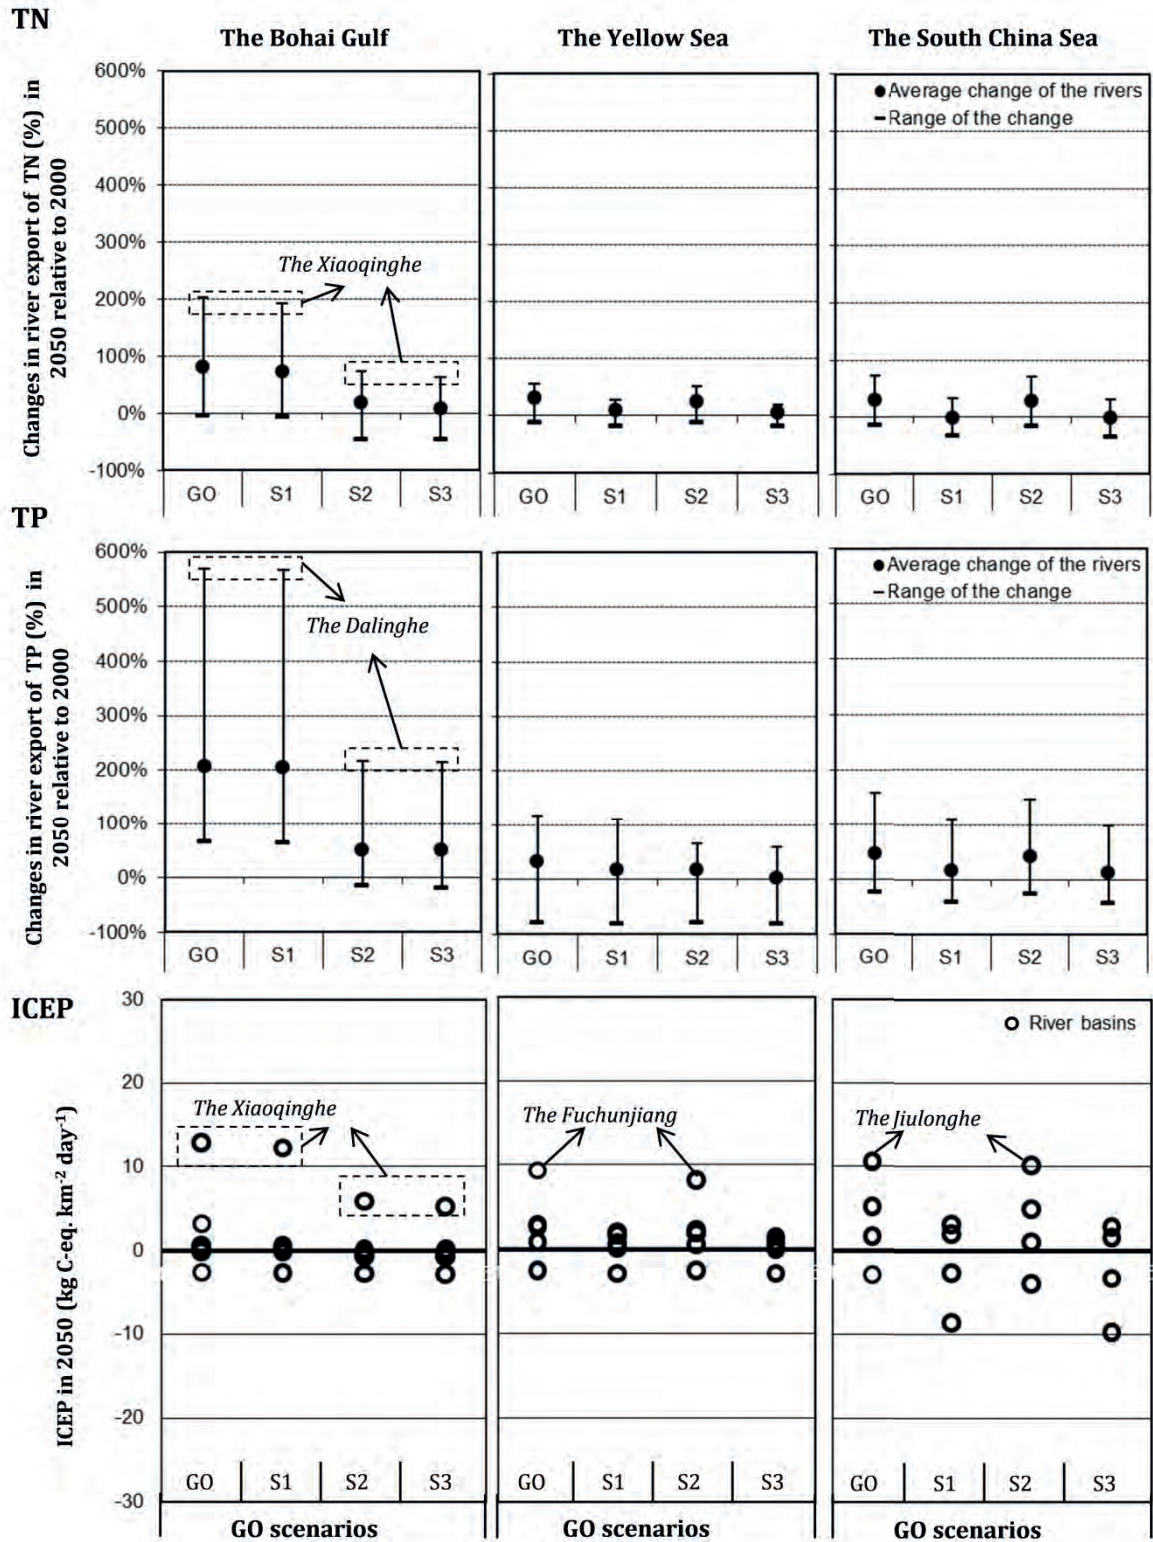 TN
The Bohai Gulf
The Yellow Sea
The South China Sea
Changes in river export of TN (%) in
2050 relative to 2000
600%
500%
400%
300%
200%
100%
0%
-100%
The Xiaoqinghe
Average change of the rivers
Range of the change
GO S1 S2 S3
GO S1 S2 S3
GO S1 S2 S3
TP
Changes in river export of TP (%) in
2050 relative to 2000
600%
500%
400%
300%
200%
100%
0%
-100%
The Dalinghe
Average change of the rivers
Range of the change
GO S1 S2 S3
GO S1 S2 S3
GO S1 S2 S3
ICEP
ICEP in 2050 (kg C-eq. km-2 day-1)
30
20
10
0
-10
-20
-30
The Xiaoqinghe
The Fuchunjiang
The Jiulonghe
River basins
GO S1 S2 S3
GO S1 S2 S3
GO S1 S2 S3
GO scenarios
GO scenarios
GO scenarios